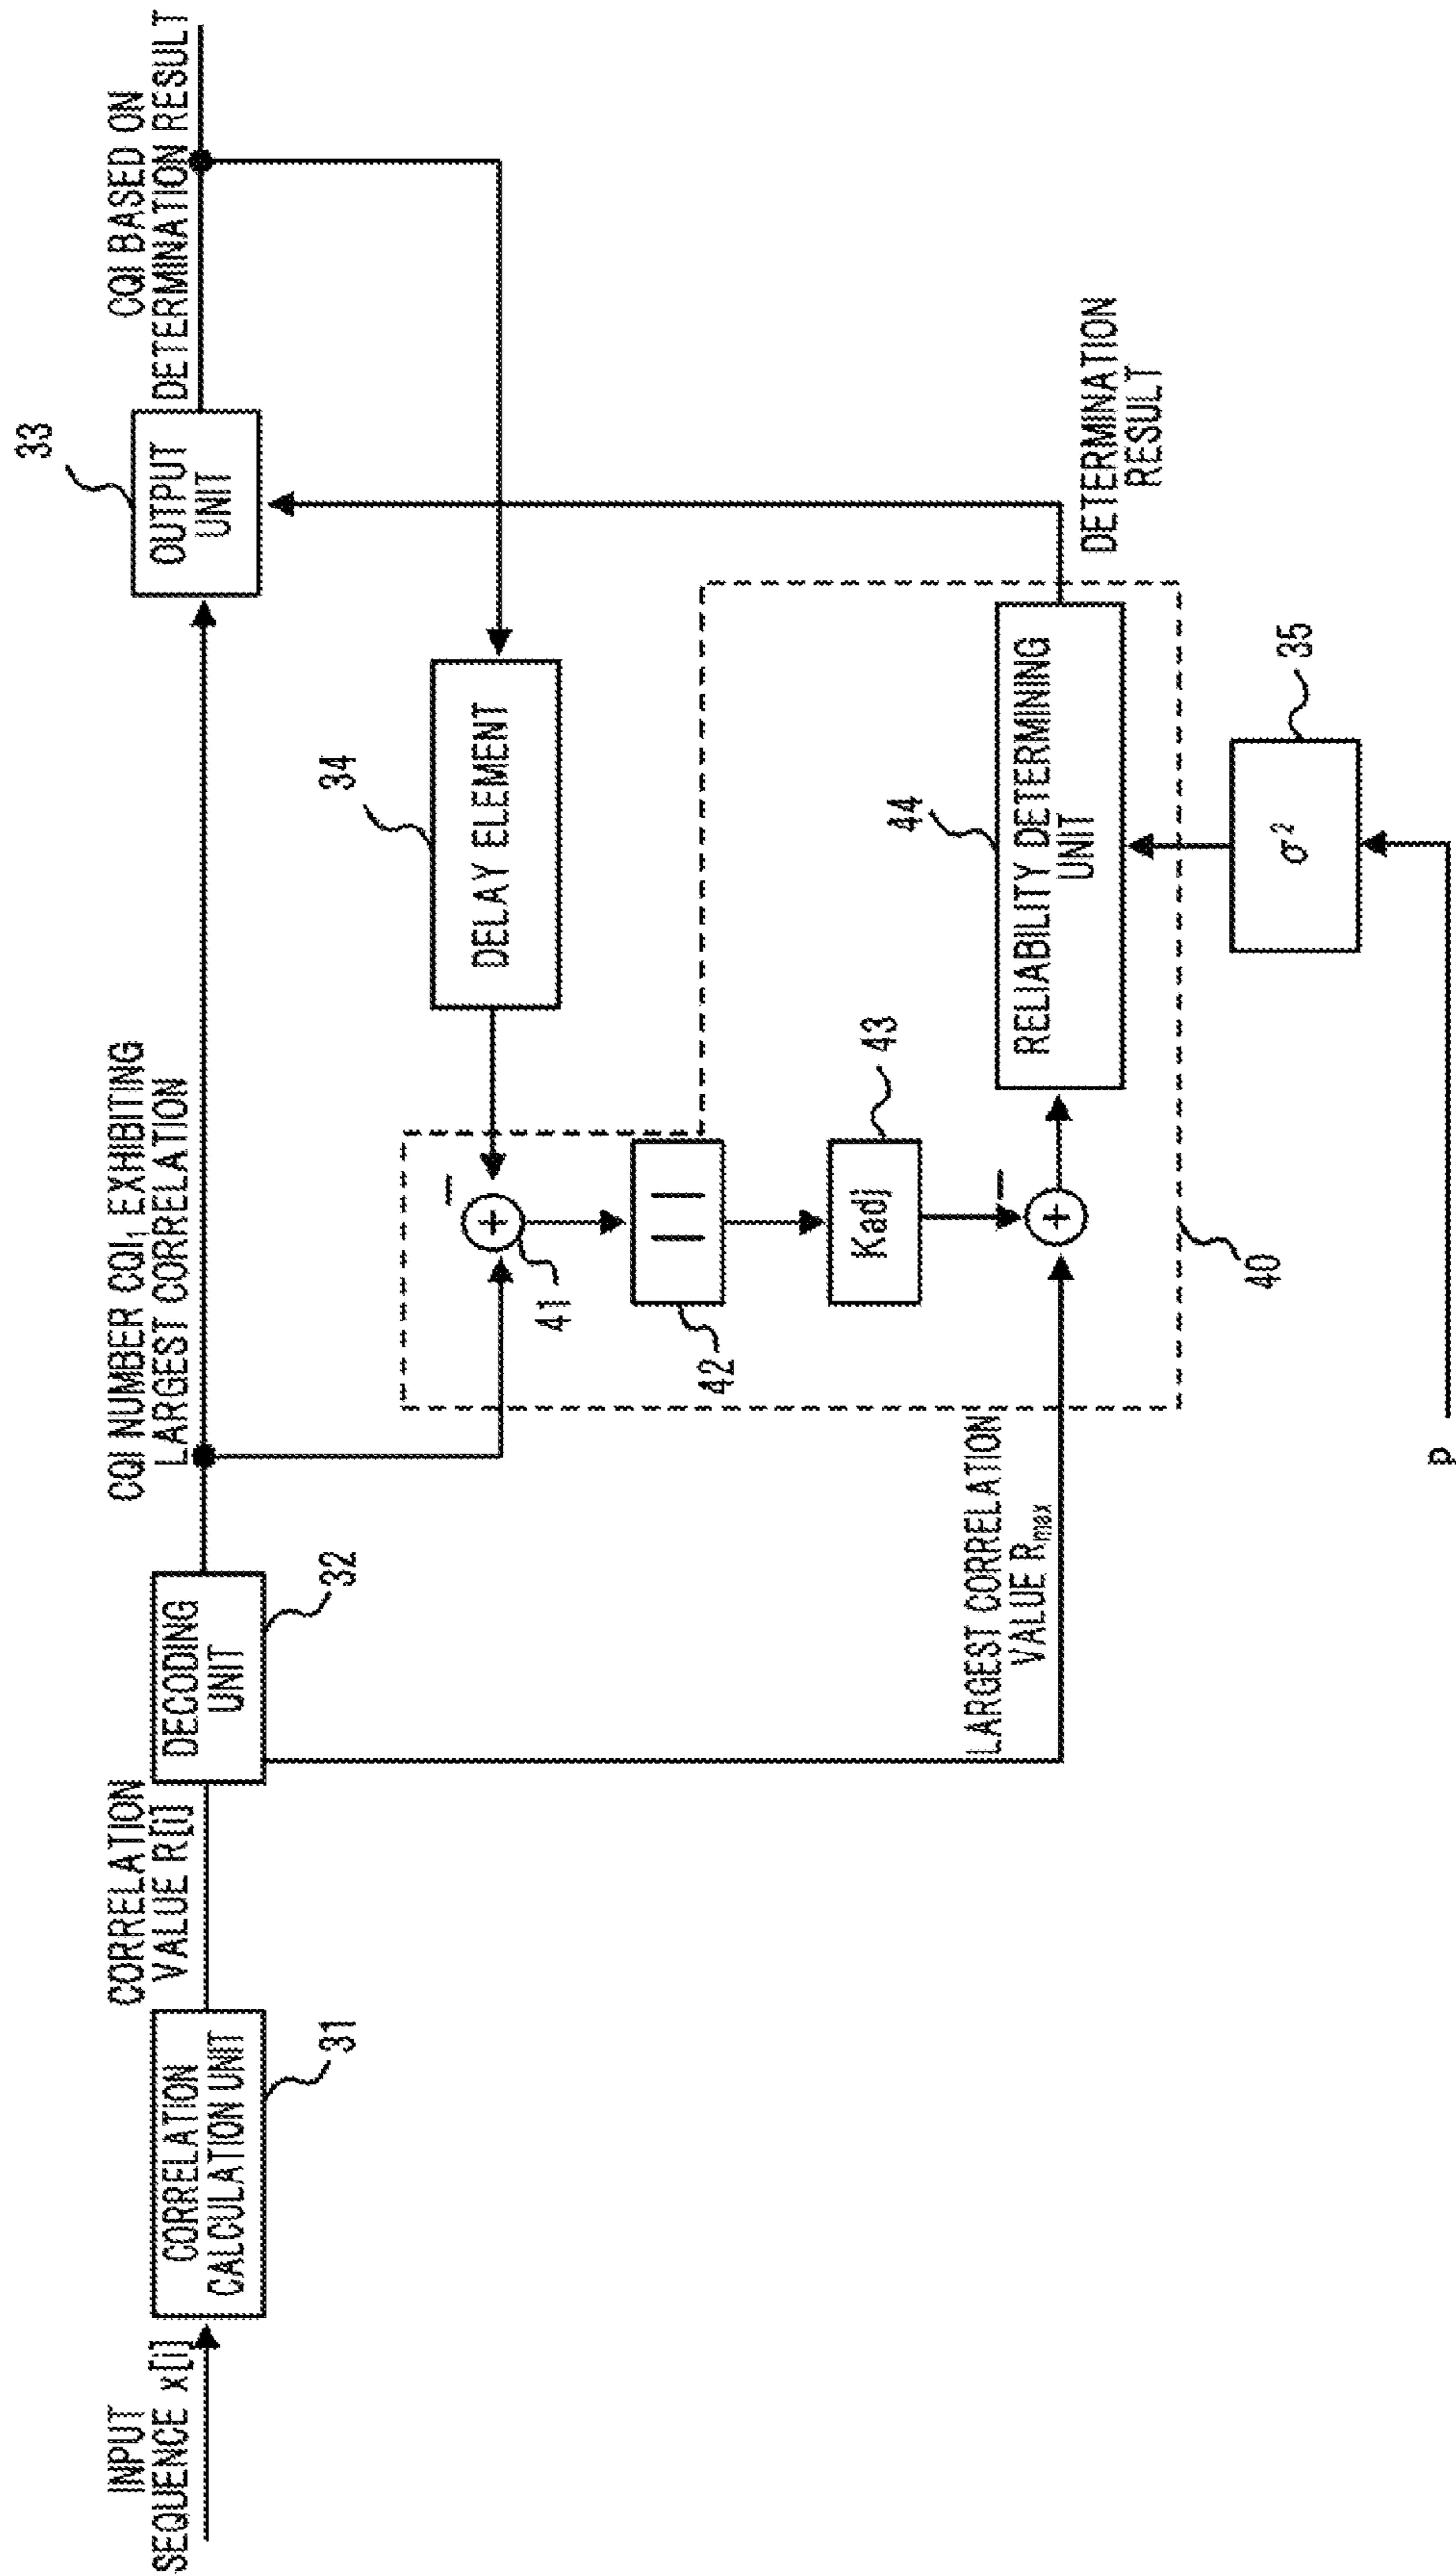 INPUT
SEQUENCE x[i]
CORRELATION
CALCULATION UNIT
31
CORRELATION
VALUE R[i]
DECODING
UNIT
32
CQI NUMBER CQI₁ EXHIBITING
LARGEST CORRELATION
OUTPUT
UNIT
33
CQI BASED ON
DETERMINATION RESULT
DELAY ELEMENT
34
−
+
41
| |
42
Kadj
43
−
+
LARGEST CORRELATION
VALUE Rmax
RELIABILITY DETERMINING
UNIT
44
DETERMINATION
RESULT
40
σ²
35
P